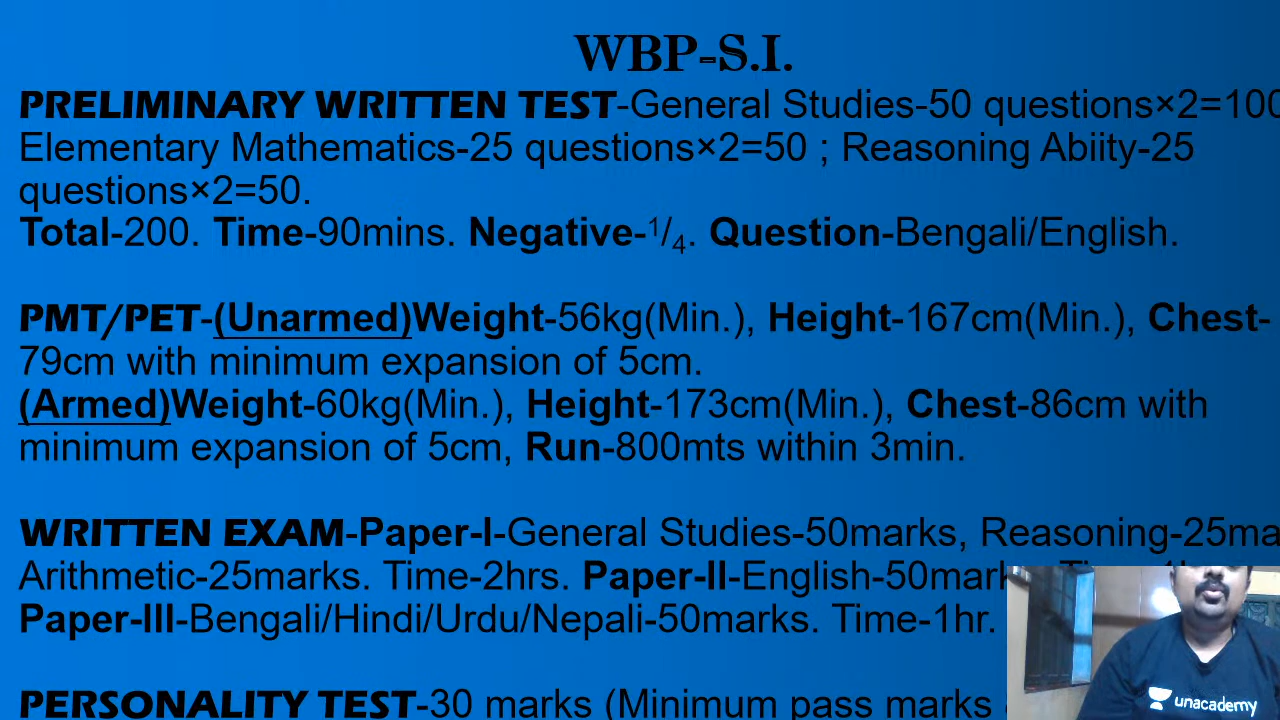 WBP-S.I.
PRELIMINARY WRITTEN TEST-General Studies-50 questions×2=100
Elementary Mathematics-25 questions×2=50 ; Reasoning Abiity-25
questions×2=50.
Total-200. Time-90mins. Negative-¹/₄. Question-Bengali/English.
PMT/PET-(Unarmed)Weight-56kg(Min.), Height-167cm(Min.), Chest-
79cm with minimum expansion of 5cm.
(Armed)Weight-60kg(Min.), Height-173cm(Min.), Chest-86cm with
minimum expansion of 5cm, Run-800mts within 3min.
WRITTEN EXAM-Paper-I-General Studies-50marks, Reasoning-25ma
Arithmetic-25marks. Time-2hrs. Paper-II-English-50mark
Paper-III-Bengali/Hindi/Urdu/Nepali-50marks. Time-1hr.
PERSONALITY TEST-30 marks (Minimum pass marks
unacademy